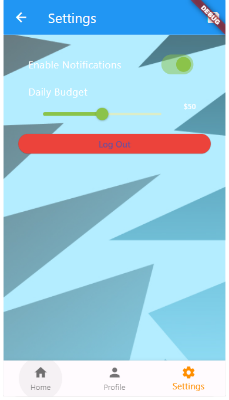 Settings
DEBUG
Enable Notifications
Daily Budget
$50
Log Out
Home
Profile
Settings